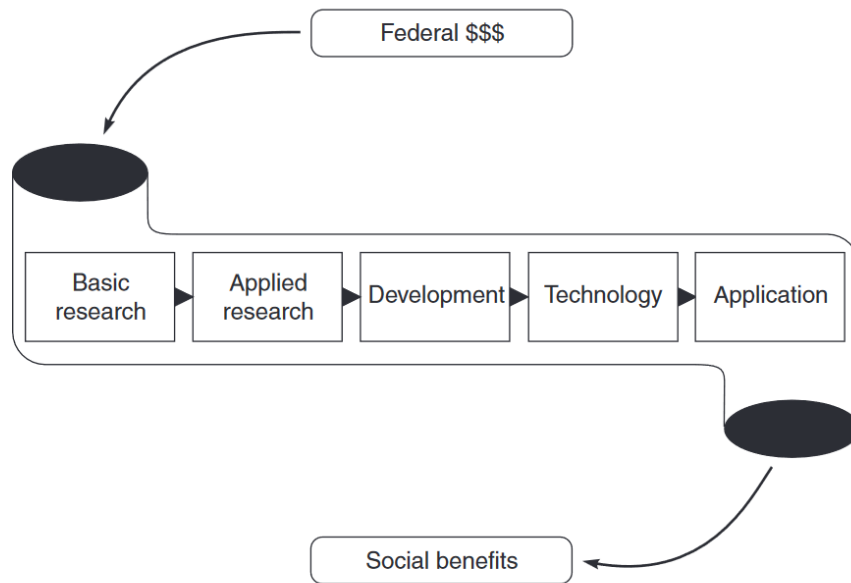 Federal $$$
Basic
research
Applied
research
Development
Technology
Application
Social benefits